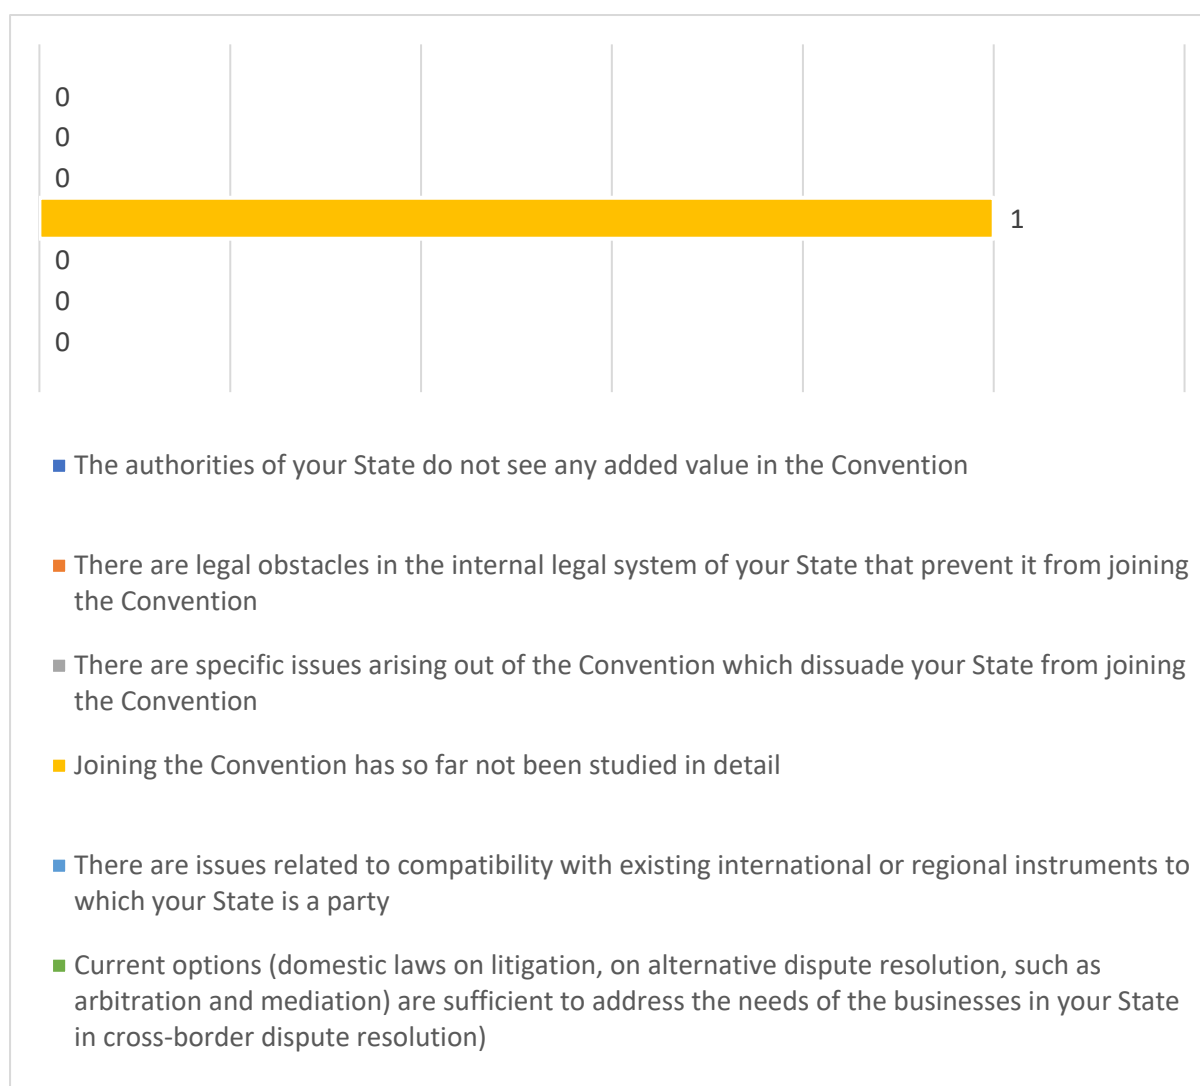 0
0
0
1
0
0
0
The authorities of your State do not see any added value in the Convention
There are legal obstacles in the internal legal system of your State that prevent it from joining
the Convention
There are specific issues arising out of the Convention which dissuade your State from joining
the Convention
Joining the Convention has so far not been studied in detail
There are issues related to compatibility with existing international or regional instruments to
which your State is a party
Current options (domestic laws on litigation, on alternative dispute resolution, such as
arbitration and mediation) are sufficient to address the needs of the businesses in your State
in cross-border dispute resolution)